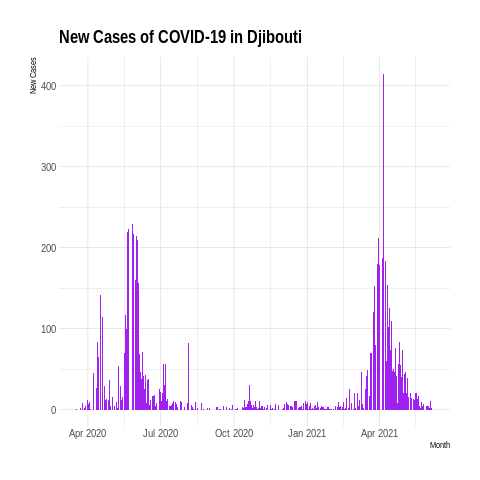 New Cases of COVID-19 in Djibouti
New Cases
400
300
200
100
0
Apr 2020 Jul 2020 Oct 2020 Jan 2021 Apr 2021
Month